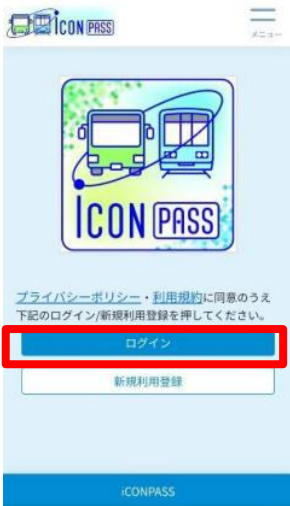 ICON PASS
メニュー
ICON PASS
プライバシーポリシー・利用規約に同意のうえ
下記のログイン/新規利用登録を押してください。
ログイン
新規利用登録
iCONPASS